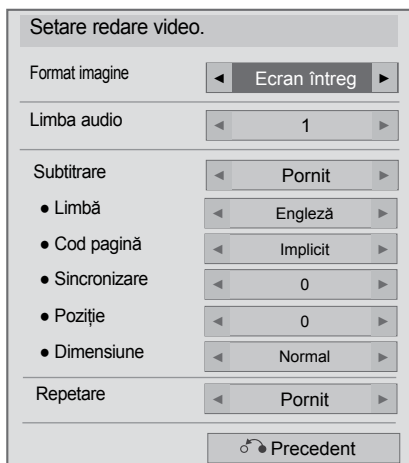 Setare redare video.
Format imagine ◄ Ecran întreg ►
Limba audio ◄ 1 ►
Subtitrare ◄ Pornit ►
● Limbă ◄ Engleză ►
● Cod pagină ◄ Implicit ►
● Sincronizare ◄ 0 ►
● Poziție ◄ 0 ►
● Dimensiune ◄ Normal ►
Repetare ◄ Pornit ►
Precedent